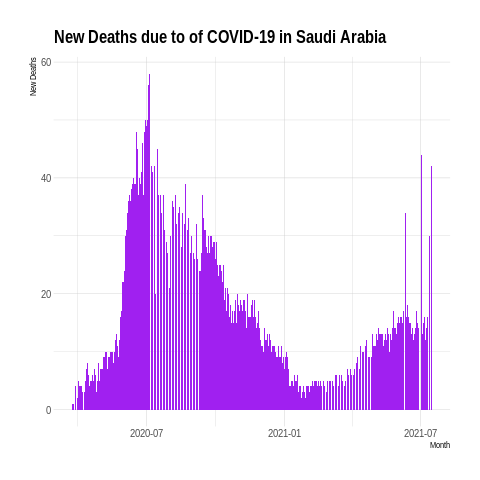 New Deaths due to of COVID-19 in Saudi Arabia
New Deaths
60
40
20
0
2020-07
2021-01
2021-07
Month